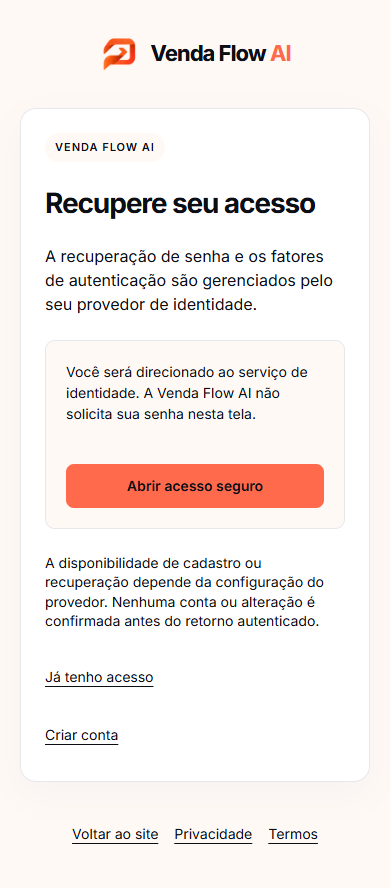 Venda Flow AI
VENDA FLOW AI
Recupere seu acesso
A recuperação de senha e os fatores
de autenticação são gerenciados pelo
seu provedor de identidade.
Você será direcionado ao serviço de
identidade. A Venda Flow AI não
solicita sua senha nesta tela.
Abrir acesso seguro
A disponibilidade de cadastro ou
recuperação depende da configuração do
provedor. Nenhuma conta ou alteração é
confirmada antes do retorno autenticado.
Já tenho acesso
Criar conta
Voltar ao site Privacidade Termos